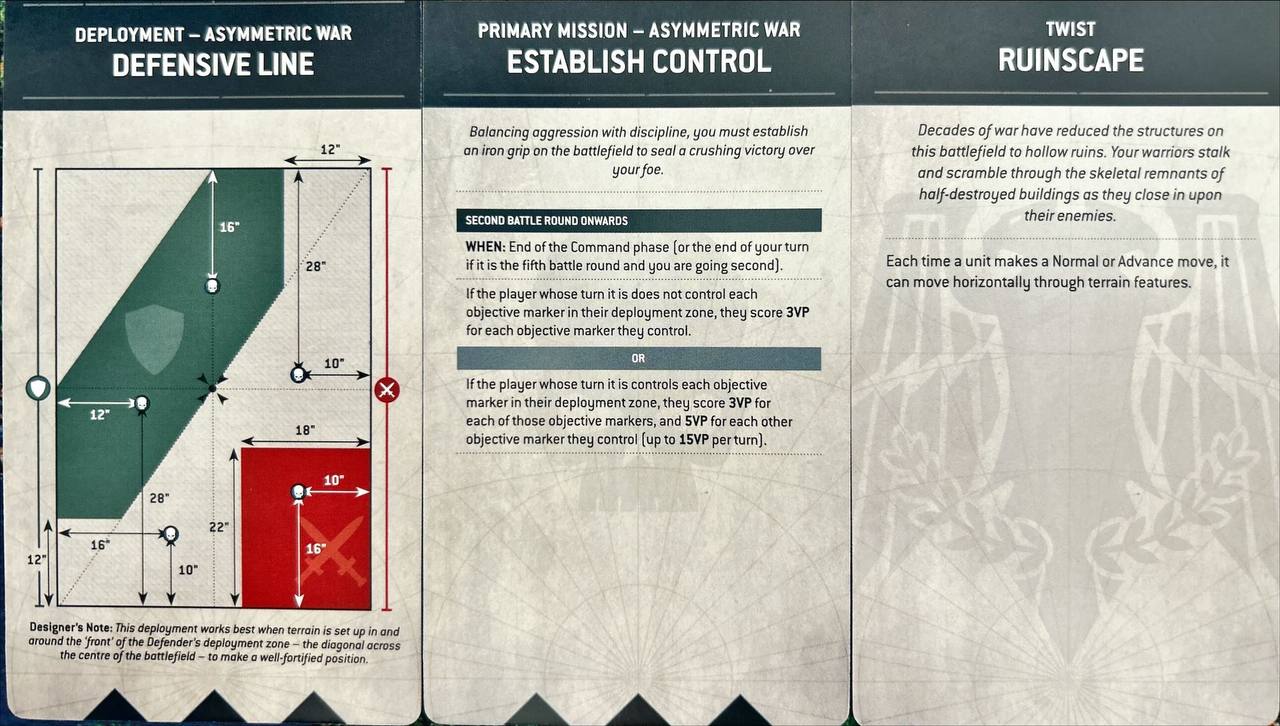 DEPLOYMENT – ASYMMETRIC WAR
DEFENSIVE LINE
12"
16"
28"
10"
12"
18"
10"
28"
22"
16"
16"
12"
10"
Designer's Note: This deployment works best when terrain is set up in and
around the 'front' of the Defender's deployment zone – the diagonal across
the centre of the battlefield – to make a well-fortified position.
PRIMARY MISSION – ASYMMETRIC WAR
ESTABLISH CONTROL
Balancing aggression with discipline, you must establish
an iron grip on the battlefield to seal a crushing victory over
your foe.
SECOND BATTLE ROUND ONWARDS
WHEN: End of the Command phase (or the end of your turn
if it is the fifth battle round and you are going second).
If the player whose turn it is does not control each
objective marker in their deployment zone, they score 3VP
for each objective marker they control.
OR
If the player whose turn it is controls each objective
marker in their deployment zone, they score 3VP for
each of those objective markers, and 5VP for each other
objective marker they control (up to 15VP per turn).
TWIST
RUINSCAPE
Decades of war have reduced the structures on
this battlefield to hollow ruins. Your warriors stalk
and scramble through the skeletal remnants of
half-destroyed buildings as they close in upon
their enemies.
Each time a unit makes a Normal or Advance move, it
can move horizontally through terrain features.